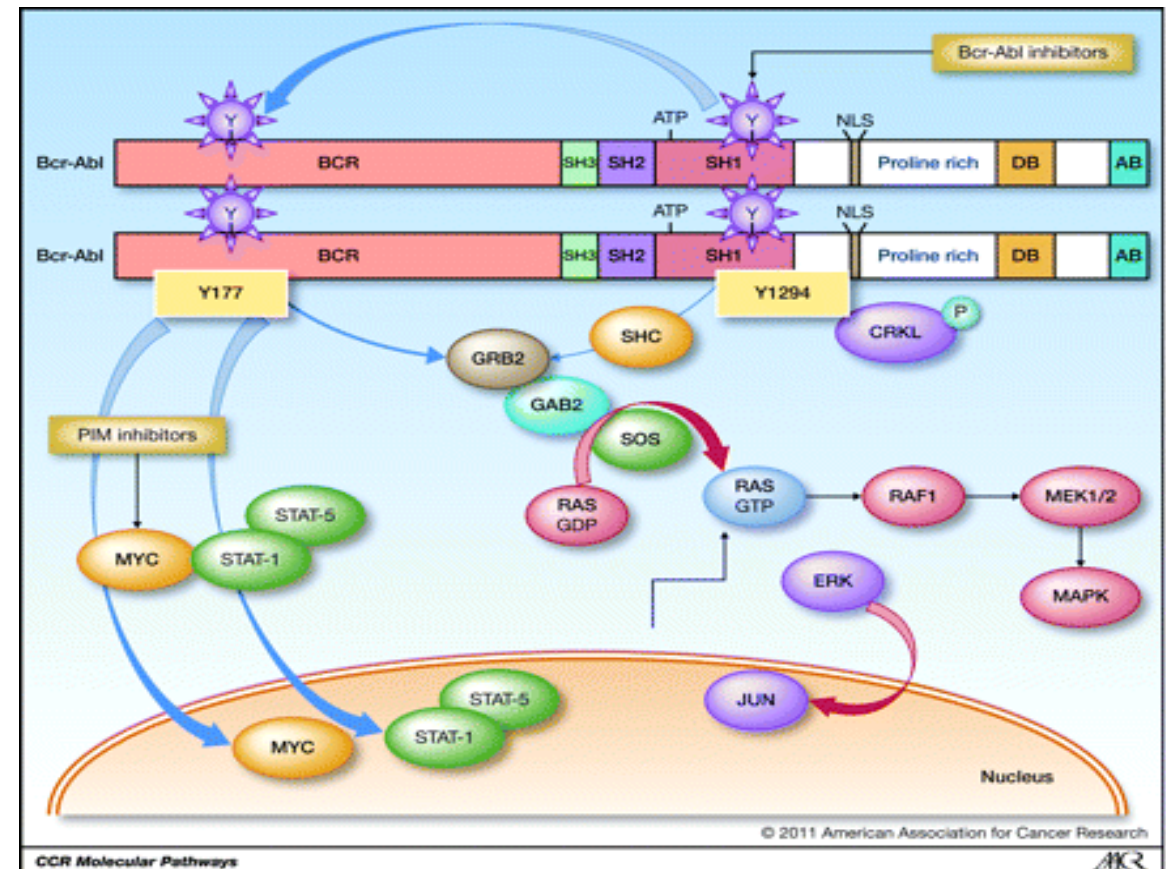 Bcr-Abl inhibitors
Y
ATP
Y
NLS
Bcr-Abl
BCR
SH3
SH2
SH1
Proline rich
DB
AB
Y
ATP
Y
NLS
Bcr-Abl
BCR
SH3
SH2
SH1
Proline rich
DB
AB
Y177
Y1294
P
CRKL
SHC
GRB2
GAB2
SOS
PIM inhibitors
RAS
GDP
RAS
GTP
RAF1
MEK1/2
STAT-5
MYC
STAT-1
ERK
MAPK
STAT-5
JUN
STAT-1
MYC
Nucleus
© 2011 American Association for Cancer Research
CCR Molecular Pathways